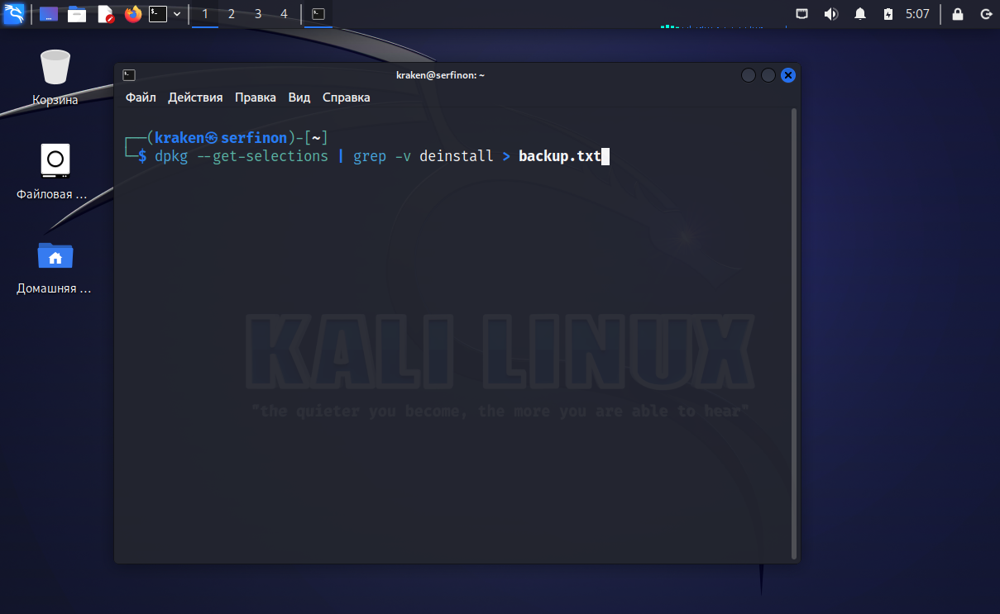 1 2 3 4 5:07
Корзина
Файловая ...
Домашняя ...
kraken@serfinon: ~
Файл Действия Правка Вид Справка
┌──(kraken㉿serfinon)-[~]
└─$ dpkg --get-selections | grep -v deinstall > backup.txt
KALI LINUX
"the quieter you become, the more you are able to hear"